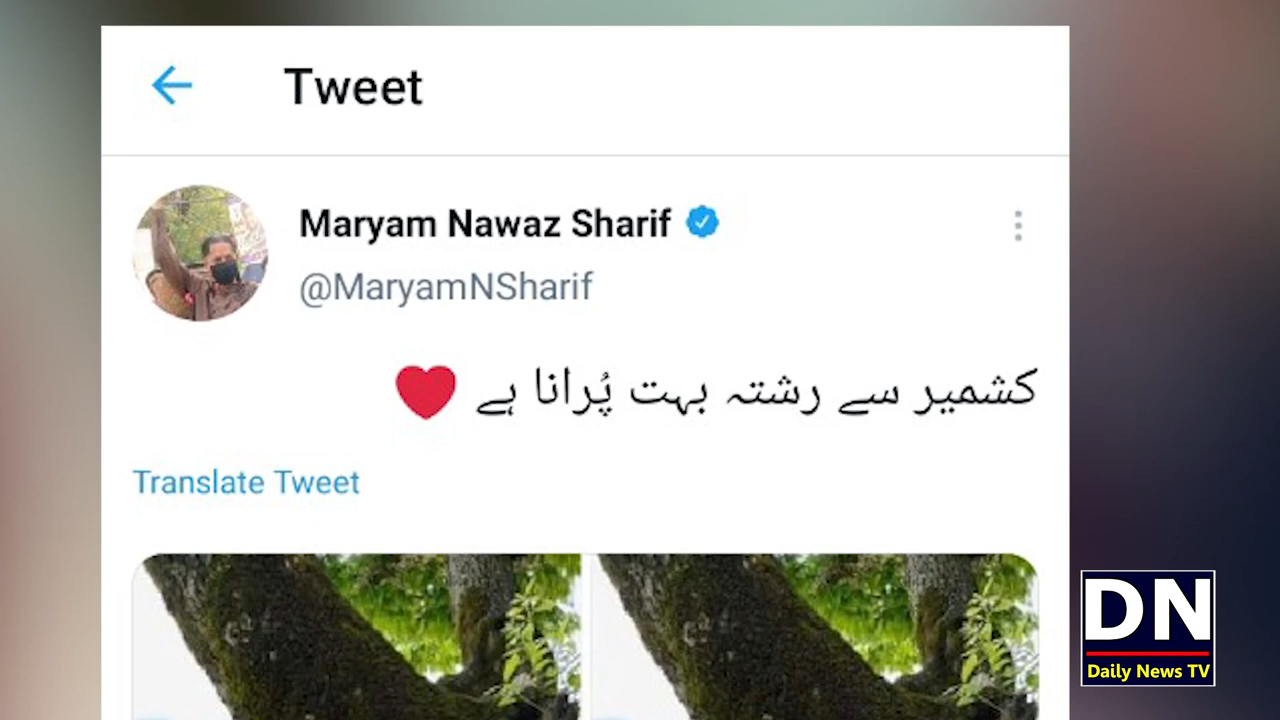 Tweet
Maryam Nawaz Sharif
@MaryamNSharif
کشمیر سے رشتہ بہت پُرانا ہے ❤️
Translate Tweet
DN
Daily News TV